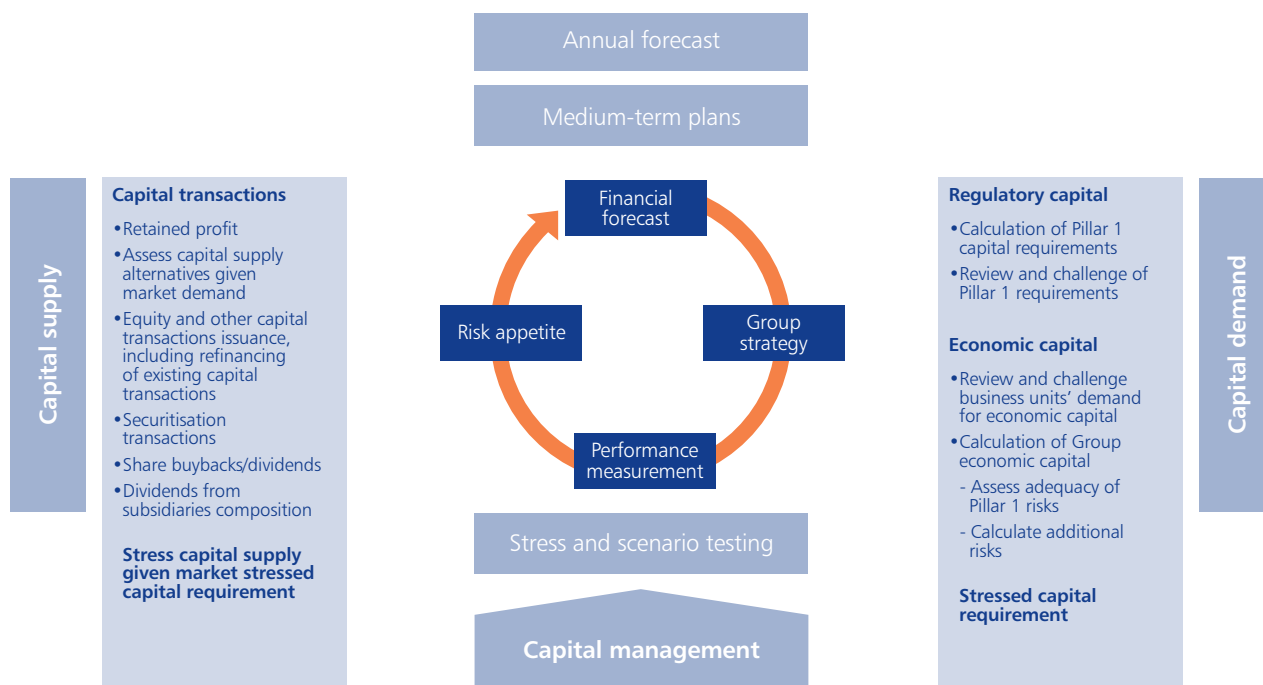 Annual forecast
Medium-term plans
Capital supply
Capital transactions
•Retained profit
•Assess capital supply
alternatives given
market demand
•Equity and other capital
transactions issuance,
including refinancing
of existing capital
transactions
•Securitisation
transactions
•Share buybacks/dividends
•Dividends from
subsidiaries composition
Stress capital supply
given market stressed
capital requirement
Financial
forecast
Risk appetite
Group
strategy
Performance
measurement
Stress and scenario testing
Capital management
Regulatory capital
•Calculation of Pillar 1
capital requirements
•Review and challenge of
Pillar 1 requirements
Economic capital
•Review and challenge
business units’ demand
for economic capital
•Calculation of Group
economic capital
- Assess adequacy of
Pillar 1 risks
- Calculate additional
risks
Stressed capital
requirement
Capital demand